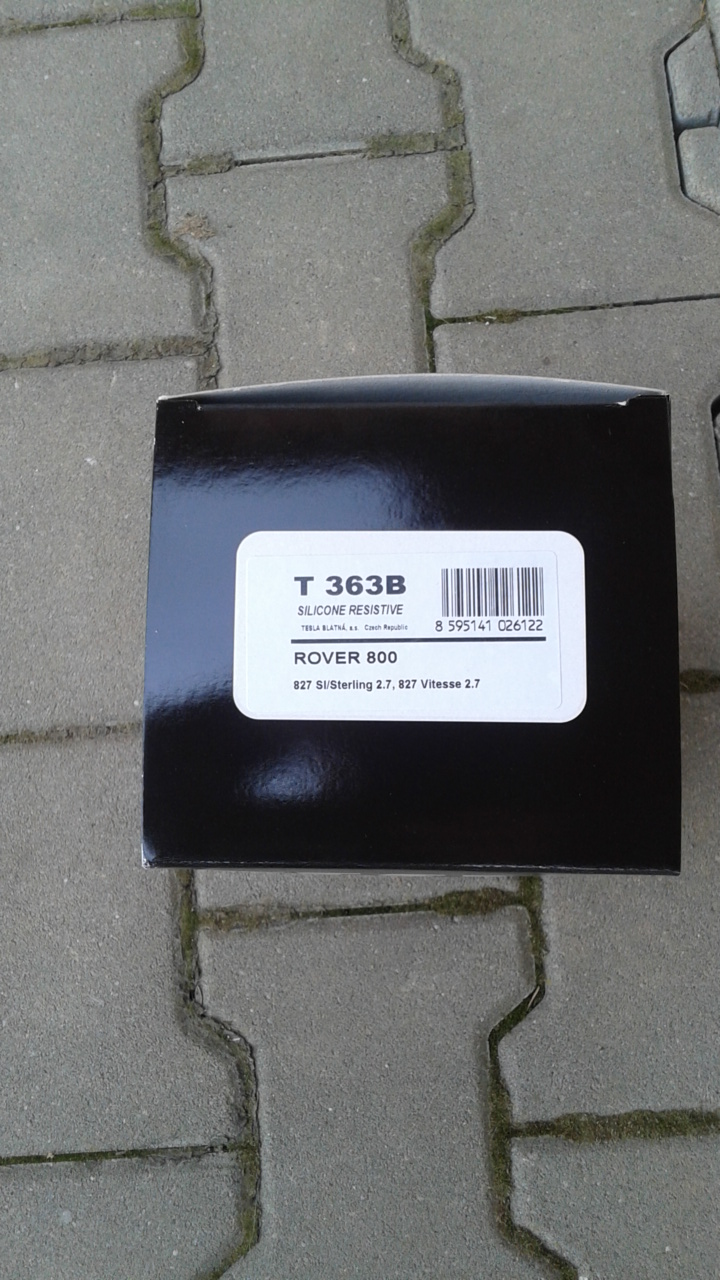 T 363B
SILICONE RESISTIVE
TESLA BLATNÁ, a.s. Czech Republic
8 595141 026122
ROVER 800
827 SI/Sterling 2.7, 827 Vitesse 2.7